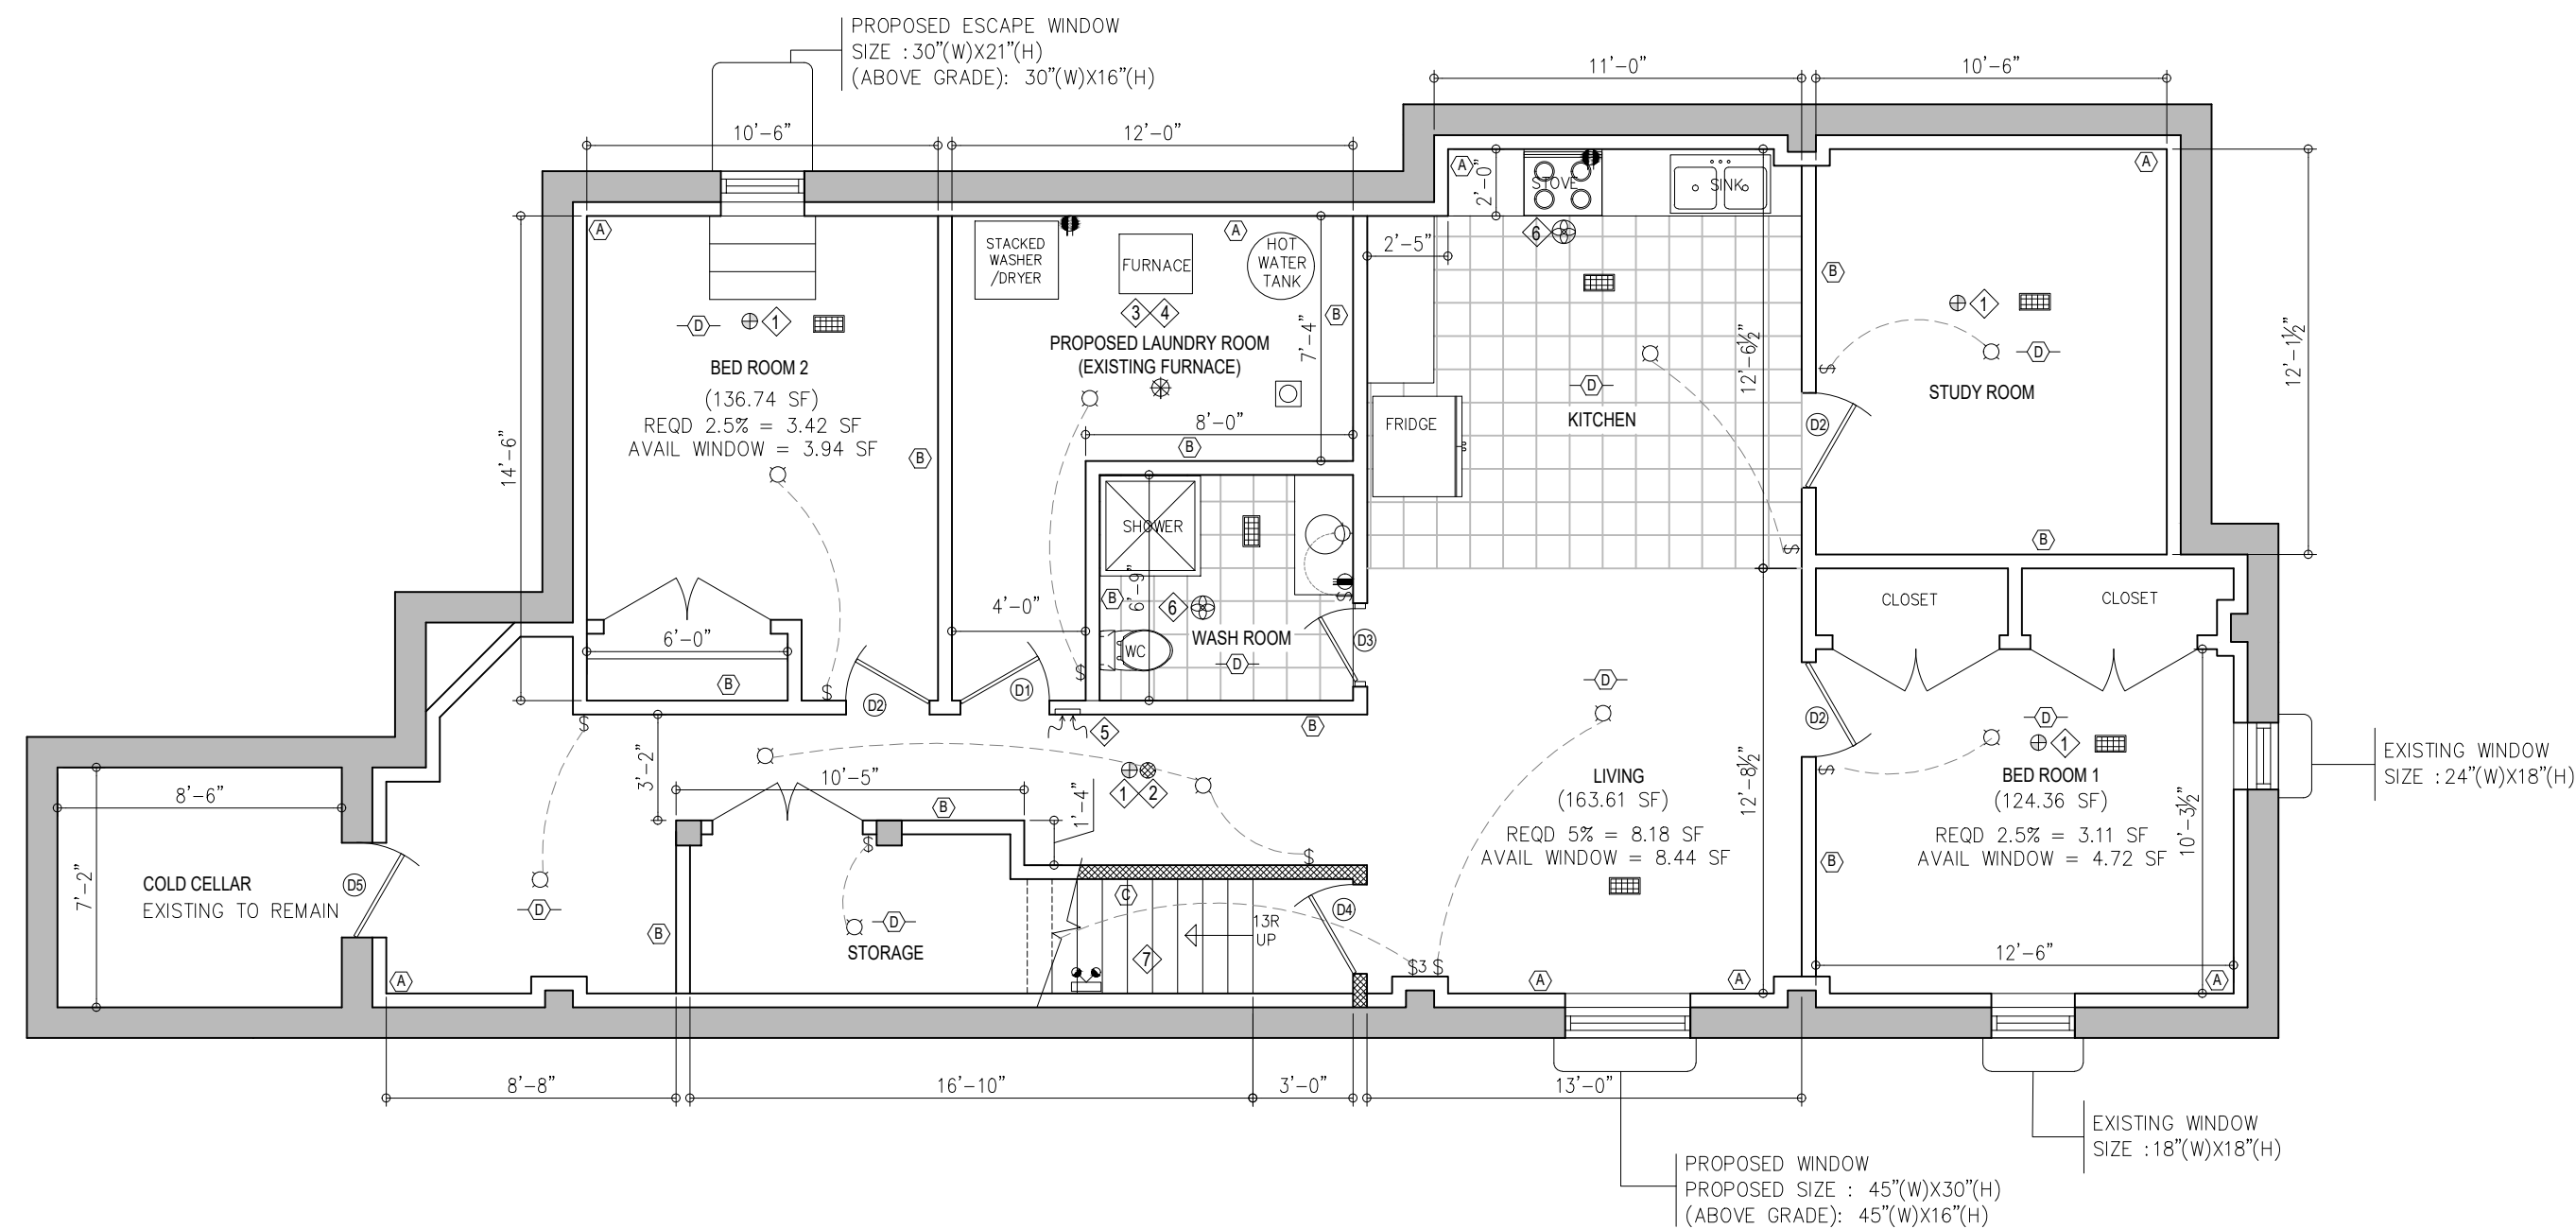 PROPOSED ESCAPE WINDOW
SIZE :30"(W)X21"(H)
(ABOVE GRADE): 30"(W)X16"(H)
11'-0"
10'-6"
10'-6"
12'-0"
A
STOVE
SINK
A
2'-0"
A
STACKED
WASHER
/DRYER
FURNACE
A
HOT
WATER
TANK
6
2'-5"
B
1
D
1
3
4
B
PROPOSED LAUNDRY ROOM
(EXISTING FURNACE)
7'-4"
12'-6½"
$
D
12'-1½"
BED ROOM 2
(136.74 SF)
REQD 2.5% = 3.42 SF
AVAIL WINDOW = 3.94 SF
D
KITCHEN
STUDY ROOM
FRIDGE
D2
8'-0"
B
B
14'-6"
SHOWER
$
B
6'-9"
B
6
$
4'-0"
WASH ROOM
D
D3
WC
CLOSET
CLOSET
6'-0"
B
$
D2
D1
$
D
D2
D
1
$
3'-2"
5
B
10'-5"
B
1
2
1'-4"
$
$
$
LIVING
(163.61 SF)
REQD 5% = 8.18 SF
AVAIL WINDOW = 8.44 SF
12'-8½"
BED ROOM 1
(124.36 SF)
REQD 2.5% = 3.11 SF
AVAIL WINDOW = 4.72 SF
10'-3½"
B
EXISTING WINDOW
SIZE :24"(W)X18"(H)
8'-6"
7'-2"
COLD CELLAR
EXISTING TO REMAIN
D5
D
B
D
STORAGE
C
13R
UP
D4
7
$3 $
A
A
A
12'-6"
A
8'-8"
16'-10"
3'-0"
13'-0"
EXISTING WINDOW
SIZE :18"(W)X18"(H)
PROPOSED WINDOW
PROPOSED SIZE : 45"(W)X30"(H)
(ABOVE GRADE): 45"(W)X16"(H)